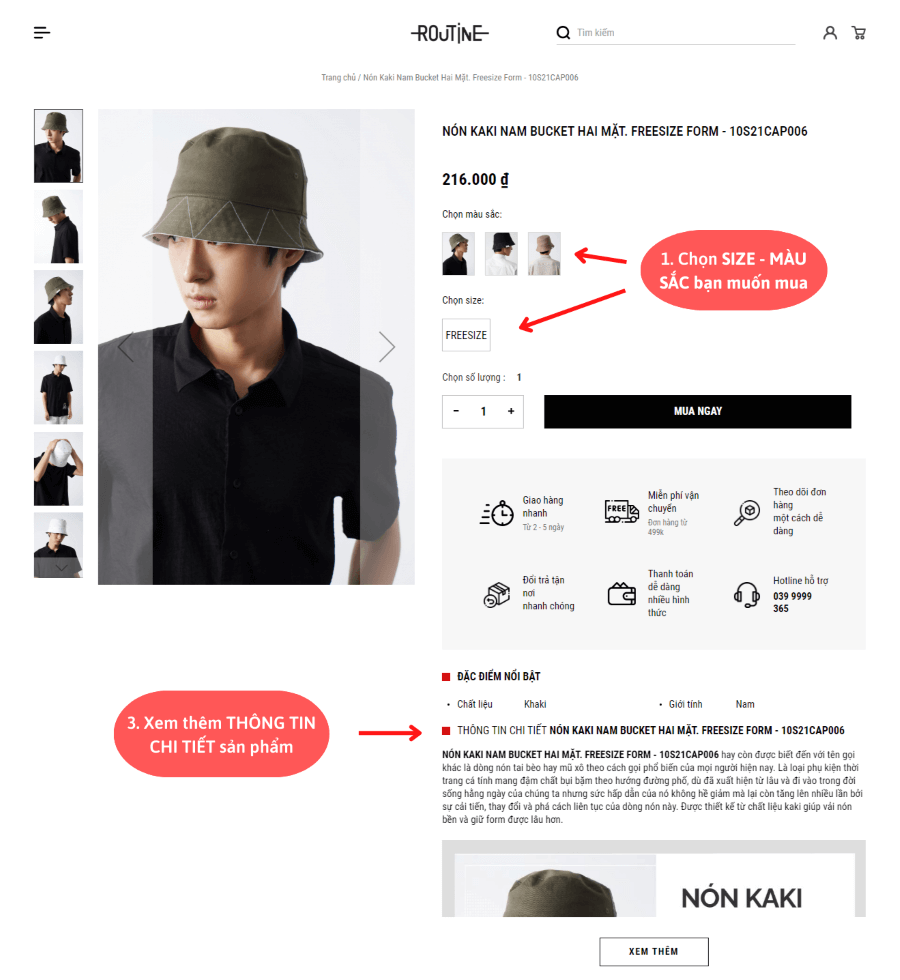 ROUTINE
Tìm kiếm
Trang chủ / Nón Kaki Nam Bucket Hai Mặt. Freesize Form - 10S21CAP006
NÓN KAKI NAM BUCKET HAI MẶT. FREESIZE FORM - 10S21CAP006
216.000 ₫
Chọn màu sắc:
1. Chọn SIZE - MÀU
SẮC bạn muốn mua
Chọn size:
FREESIZE
Chọn số lượng : 1
- 1 +
MUA NGAY
Giao hàng
nhanh
Từ 2 - 5 ngày
FREE
Miễn phí vận
chuyển
Đơn hàng từ
499k
Theo dõi đơn
hàng
một cách dễ
dàng
Đổi trả tận
nơi
nhanh chóng
Thanh toán
dễ dàng
nhiều hình
thức
Hotline hỗ trợ
039 9999
365
ĐẶC ĐIỂM NỔI BẬT
• Chất liệu Khaki • Giới tính Nam
3. Xem thêm THÔNG TIN
CHI TIẾT sản phẩm
THÔNG TIN CHI TIẾT NÓN KAKI NAM BUCKET HAI MẶT. FREESIZE FORM - 10S21CAP006
NÓN KAKI NAM BUCKET HAI MẶT. FREESIZE FORM - 10S21CAP006 hay còn được biết đến với tên gọi
khác là dòng nón tai bèo hay mũ xô theo cách gọi phổ biến của mọi người hiện nay. Là loại phụ kiện thời
trang cá tính mang đậm chất bụi bặm theo hướng đường phố, dù đã xuất hiện từ lâu và đi vào trong đời
sống hằng ngày của chúng ta nhưng sức hấp dẫn của nó không hề giảm mà lại còn tăng lên nhiều lần bởi
sự cải tiến, thay đổi và phá cách liên tục của dòng nón này. Được thiết kế từ chất liệu kaki giúp vải nón
bền và giữ form được lâu hơn.
NÓN KAKI
XEM THÊM